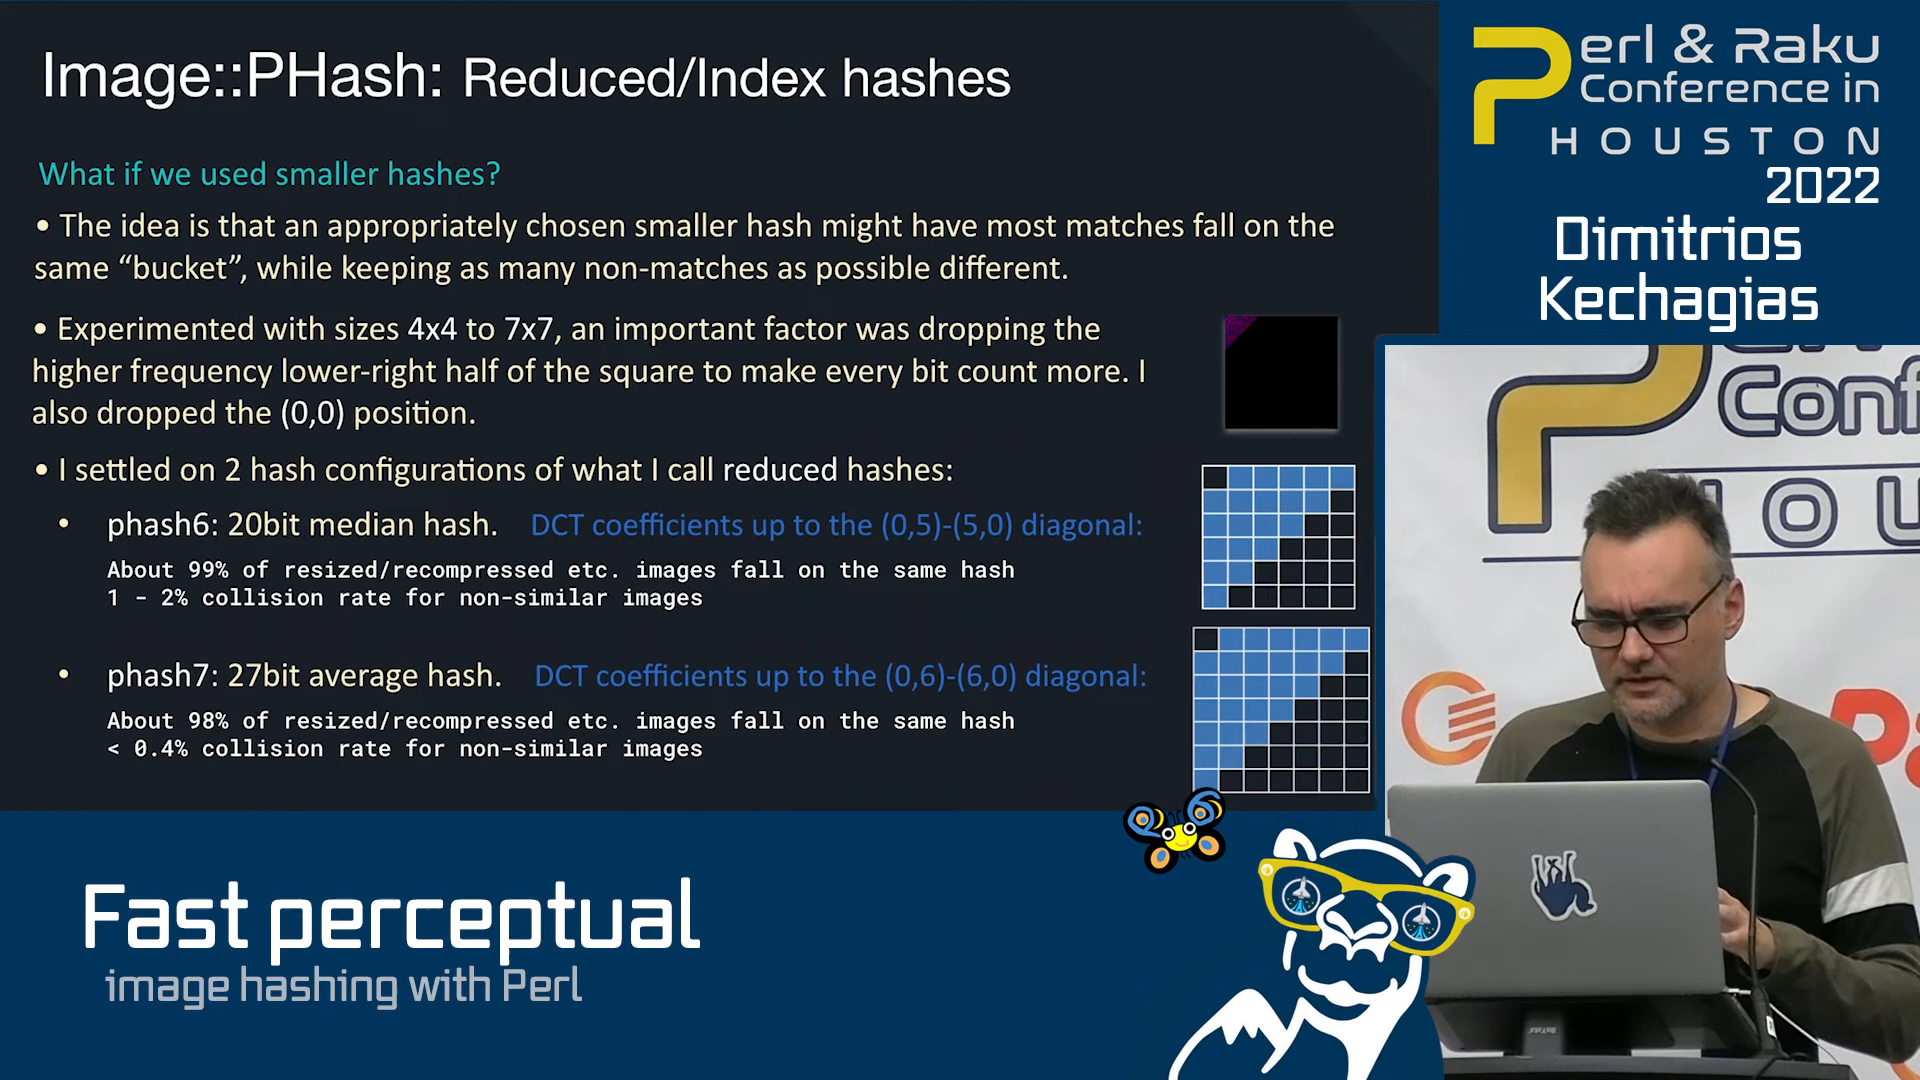 Image::PHash: Reduced/Index hashes
What if we used smaller hashes?
• The idea is that an appropriately chosen smaller hash might have most matches fall on the
same “bucket”, while keeping as many non-matches as possible different.
• Experimented with sizes 4x4 to 7x7, an important factor was dropping the
higher frequency lower-right half of the square to make every bit count more. I
also dropped the (0,0) position.
• I settled on 2 hash configurations of what I call reduced hashes:
• phash6: 20bit median hash. DCT coefficients up to the (0,5)-(5,0) diagonal:
About 99% of resized/recompressed etc. images fall on the same hash
1 - 2% collision rate for non-similar images
• phash7: 27bit average hash. DCT coefficients up to the (0,6)-(6,0) diagonal:
About 98% of resized/recompressed etc. images fall on the same hash
< 0.4% collision rate for non-similar images
Perl & Raku
Conference in
HOUSTON
2022
Dimitrios
Kechagias
Conf
HOU
Fast perceptual
image hashing with Perl